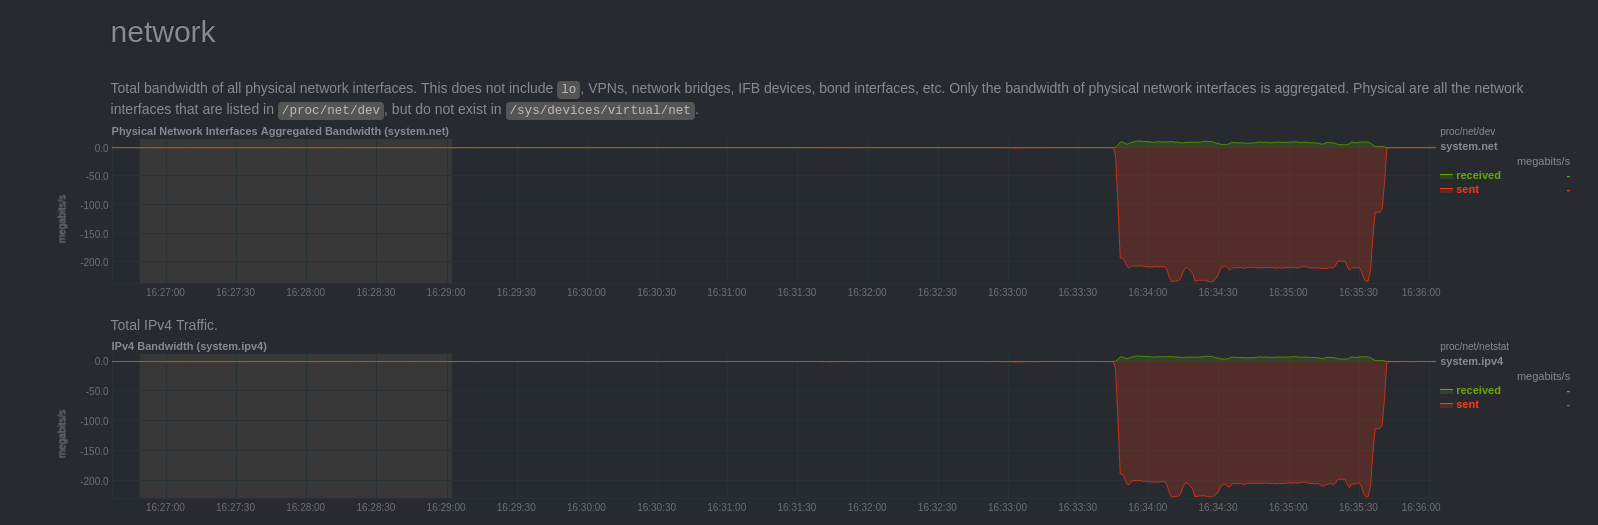 network
Total bandwidth of all physical network interfaces. This does not include lo, VPNs, network bridges, IFB devices, bond interfaces, etc. Only the bandwidth of physical network interfaces is aggregated. Physical are all the network
interfaces that are listed in /proc/net/dev, but do not exist in /sys/devices/virtual/net.
Physical Network Interfaces Aggregated Bandwidth (system.net)
proc/net/dev
system.net
megabits/s
received -
sent -
megabits/s
0.0
-50.0
-100.0
-150.0
-200.0
16:27:00 16:27:30 16:28:00 16:28:30 16:29:00 16:29:30 16:30:00 16:30:30 16:31:00 16:31:30 16:32:00 16:32:30 16:33:00 16:33:30 16:34:00 16:34:30 16:35:00 16:35:30 16:36:00
Total IPv4 Traffic.
IPv4 Bandwidth (system.ipv4)
proc/net/netstat
system.ipv4
megabits/s
received -
sent -
megabits/s
0.0
-50.0
-100.0
-150.0
-200.0
16:27:00 16:27:30 16:28:00 16:28:30 16:29:00 16:29:30 16:30:00 16:30:30 16:31:00 16:31:30 16:32:00 16:32:30 16:33:00 16:33:30 16:34:00 16:34:30 16:35:00 16:35:30 16:36:00